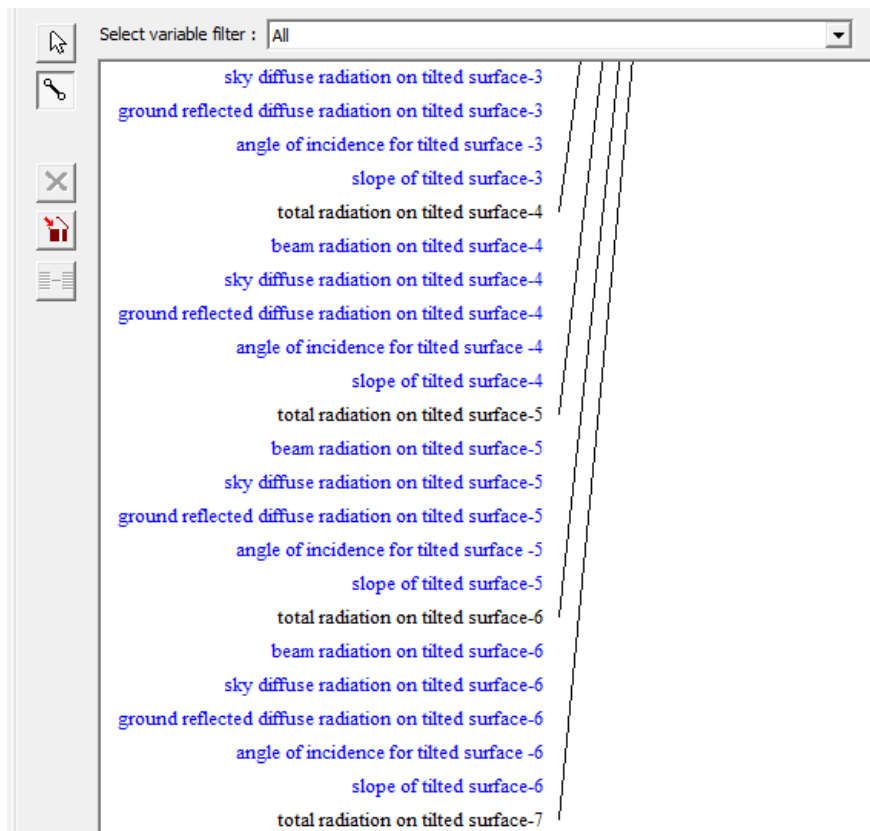 Select variable filter : All
sky diffuse radiation on tilted surface-3
ground reflected diffuse radiation on tilted surface-3
angle of incidence for tilted surface -3
slope of tilted surface-3
total radiation on tilted surface-4
beam radiation on tilted surface-4
sky diffuse radiation on tilted surface-4
ground reflected diffuse radiation on tilted surface-4
angle of incidence for tilted surface -4
slope of tilted surface-4
total radiation on tilted surface-5
beam radiation on tilted surface-5
sky diffuse radiation on tilted surface-5
ground reflected diffuse radiation on tilted surface-5
angle of incidence for tilted surface -5
slope of tilted surface-5
total radiation on tilted surface-6
beam radiation on tilted surface-6
sky diffuse radiation on tilted surface-6
ground reflected diffuse radiation on tilted surface-6
angle of incidence for tilted surface -6
slope of tilted surface-6
total radiation on tilted surface-7